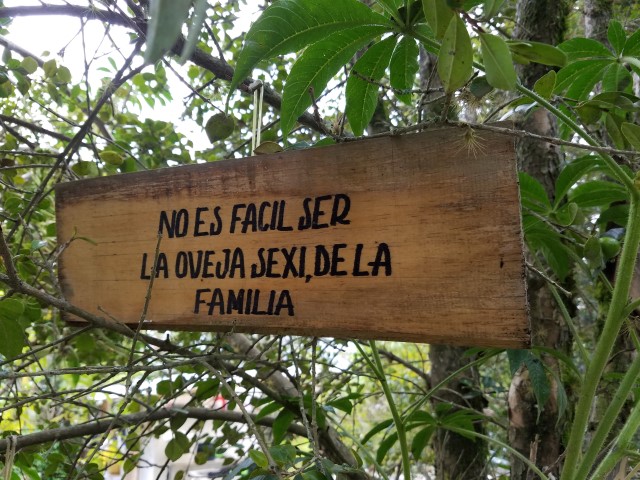 NO ES FACIL SER
LA OVEJA SEXI, DE LA
FAMILIA